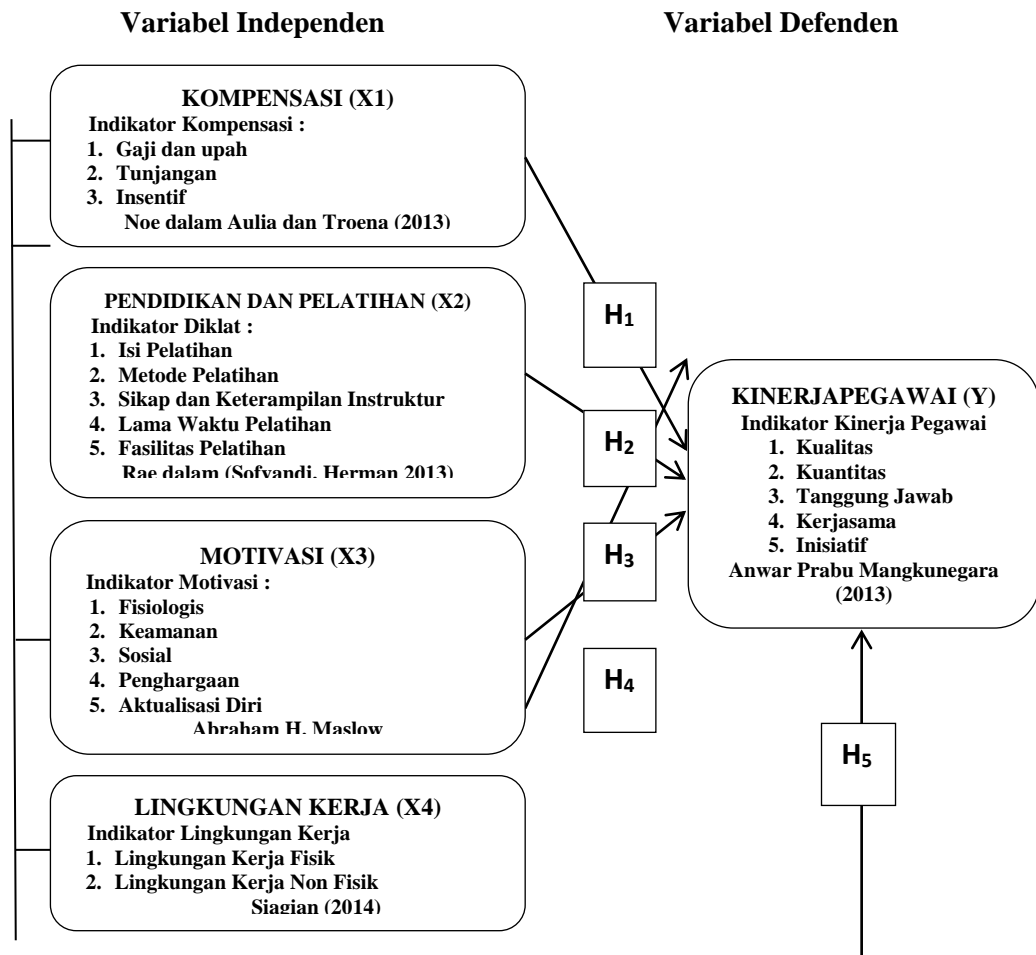 Variabel Independen
Variabel Defenden
KOMPENSASI (X1)
Indikator Kompensasi :
1. Gaji dan upah
2. Tunjangan
3. Insentif
Noe dalam Aulia dan Troena (2013)
PENDIDIKAN DAN PELATIHAN (X2)
Indikator Diklat :
1. Isi Pelatihan
2. Metode Pelatihan
3. Sikap dan Keterampilan Instruktur
4. Lama Waktu Pelatihan
5. Fasilitas Pelatihan
Rae dalam (Sofyandi, Herman 2013)
MOTIVASI (X3)
Indikator Motivasi :
1. Fisiologis
2. Keamanan
3. Sosial
4. Penghargaan
5. Aktualisasi Diri
Abraham H. Maslow
LINGKUNGAN KERJA (X4)
Indikator Lingkungan Kerja
1. Lingkungan Kerja Fisik
2. Lingkungan Kerja Non Fisik
Siagian (2014)
H1
H2
H3
H4
KINERJAPEGAWAI (Y)
Indikator Kinerja Pegawai
1. Kualitas
2. Kuantitas
3. Tanggung Jawab
4. Kerjasama
5. Inisiatif
Anwar Prabu Mangkunegara
(2013)
H5